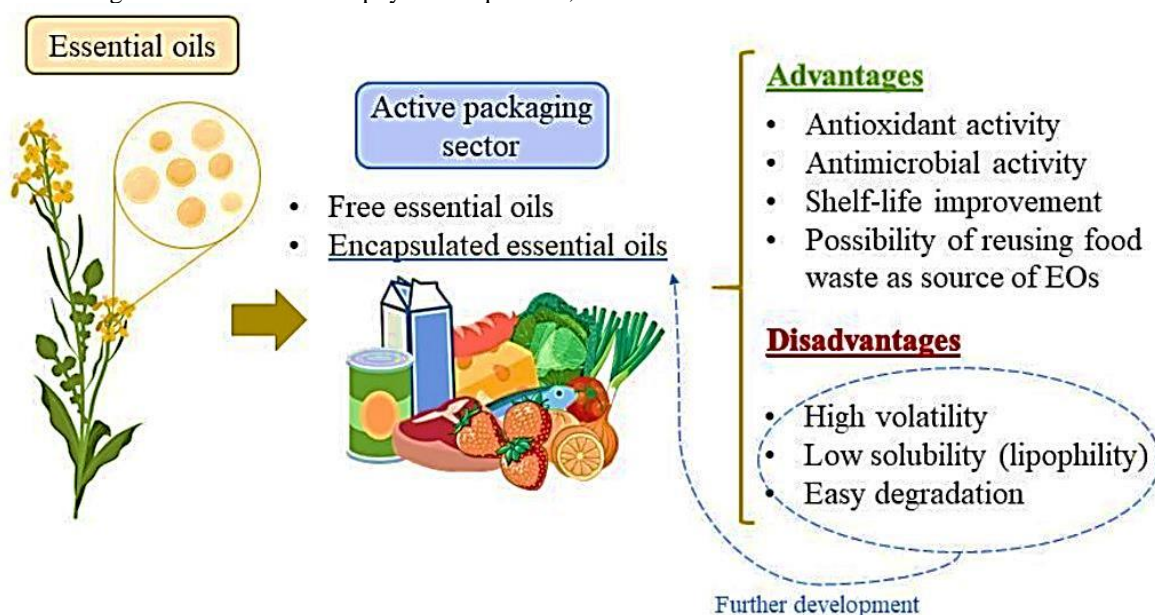 Essential oils
Active packaging
sector
• Free essential oils
• Encapsulated essential oils
Advantages
• Antioxidant activity
• Antimicrobial activity
• Shelf-life improvement
• Possibility of reusing food
waste as source of EOs
Disadvantages
• High volatility
• Low solubility (lipophility)
• Easy degradation
Further development